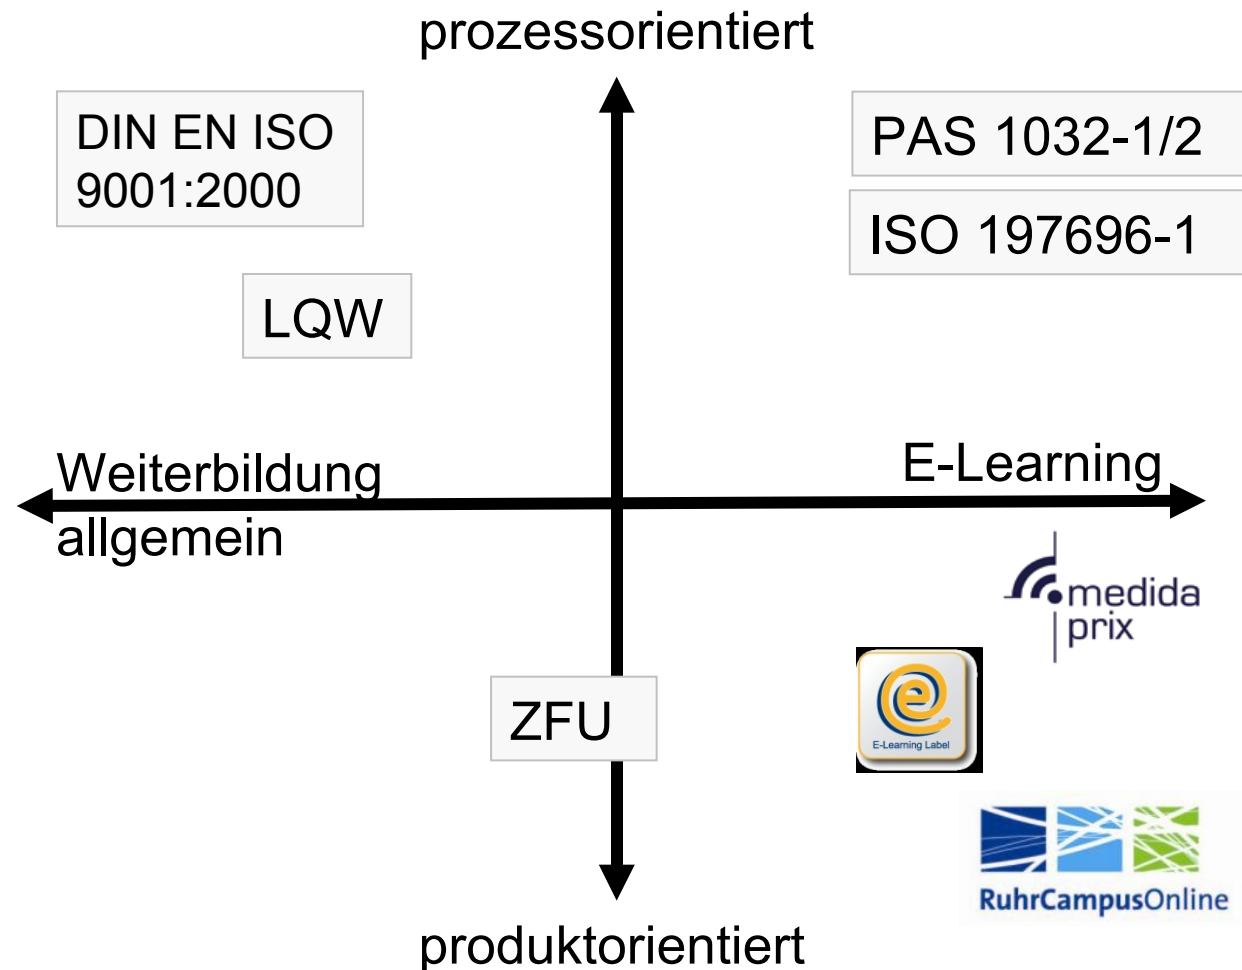 prozessorientiert
DIN EN ISO
9001:2000
PAS 1032-1/2
ISO 197696-1
LQW
Weiterbildung
allgemein
E-Learning
medida
prix
ZFU
e
E-Learning Label
RuhrCampusOnline
produktorientiert